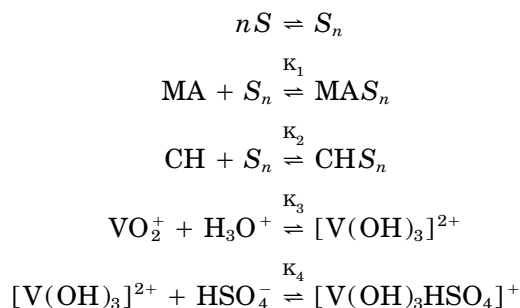 nS ⇌ Sₙ
MA + Sₙ ⇌ MASₙ (K₁)
CH + Sₙ ⇌ CHSₙ (K₂)
VO₂⁺ + H₃O⁺ ⇌ [V(OH)₃]²⁺ (K₃)
[V(OH)₃]²⁺ + HSO₄⁻ ⇌ [V(OH)₃HSO₄]⁺ (K₄)